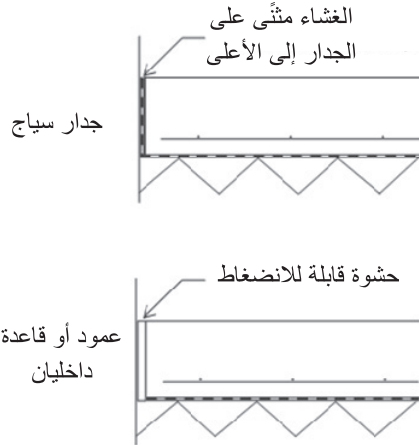 الغشاء مثنًى على
الجدار إلى الأعلى
جدار سياج
حشوة قابلة للانضغاط
عمود أو قاعدة
داخليان